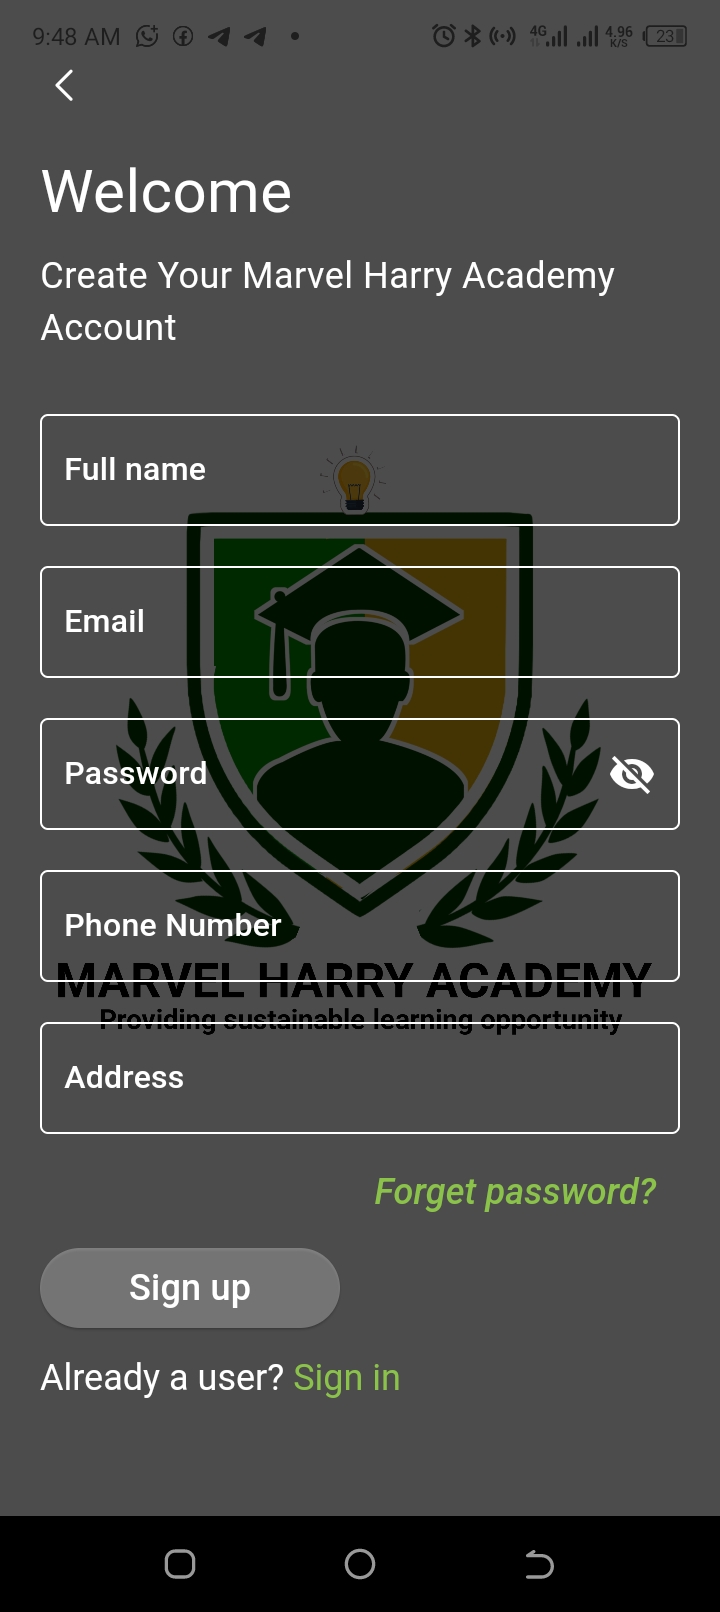 9:48 AM 4G 4.96 K/S 23
Welcome
Create Your Marvel Harry Academy
Account
Full name
Email
Password
Phone Number
MARVEL HARRY ACADEMY
Providing sustainable learning opportunity
Address
Forget password?
Sign up
Already a user? Sign in